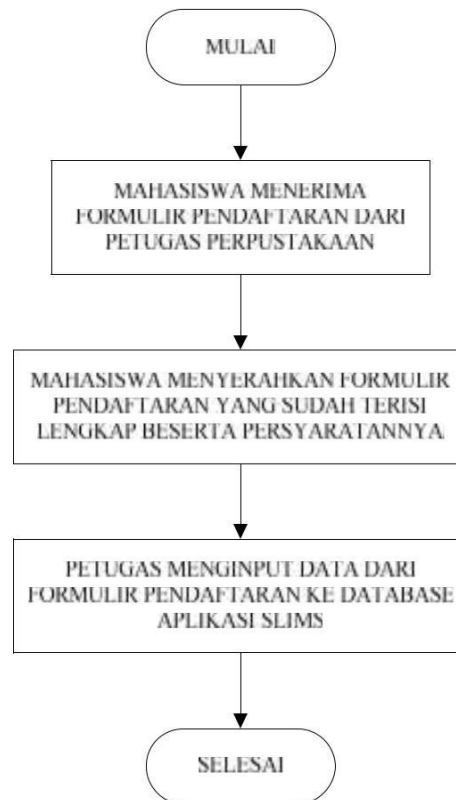 MULAI
MAHASISWA MENERIMA
FORMULIR PENDAFTARAN DARI
PETUGAS PERPUSTAKAAN
MAHASISWA MENYERAHKAN FORMULIR
PENDAFTARAN YANG SUDAH TERISI
LENGKAP BESERTA PERSYARATANNYA
PETUGAS MENGINPUT DATA DARI
FORMULIR PENDAFTARAN KE DATABASE
APLIKASI SLIMS
SELESAI